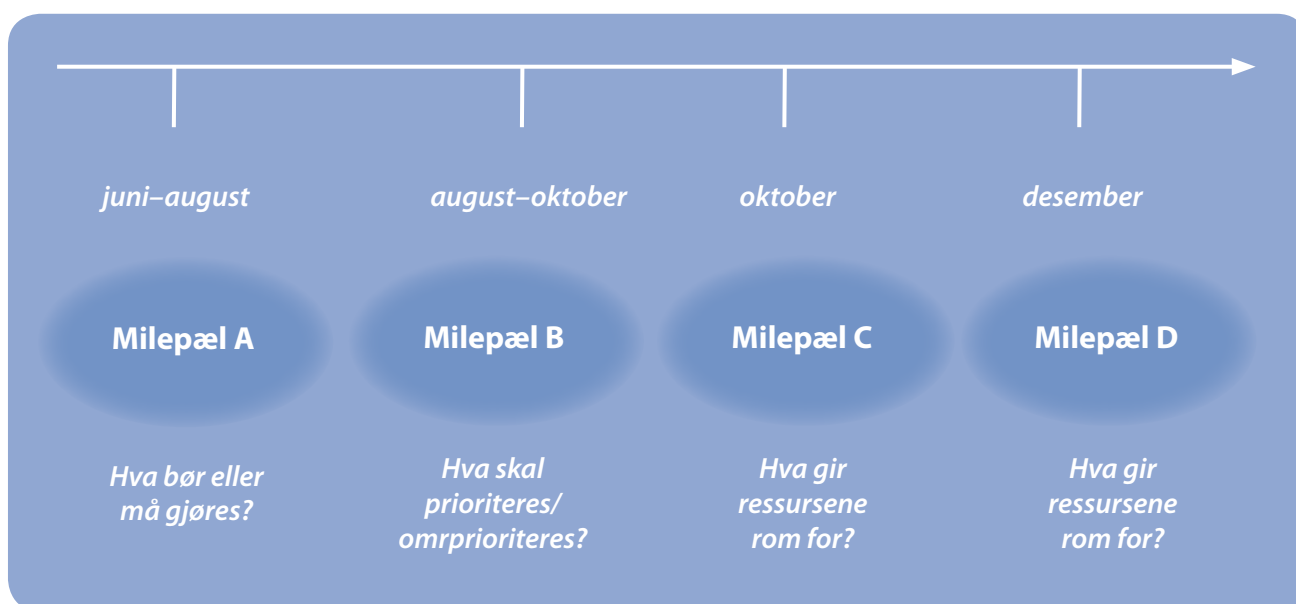 juni–august
august–oktober
oktober
desember
Milepæl A
Milepæl B
Milepæl C
Milepæl D
Hva bør eller
må gjøres?
Hva skal
prioriteres/
omrprioriteres?
Hva gir
ressursene
rom for?
Hva gir
ressursene
rom for?